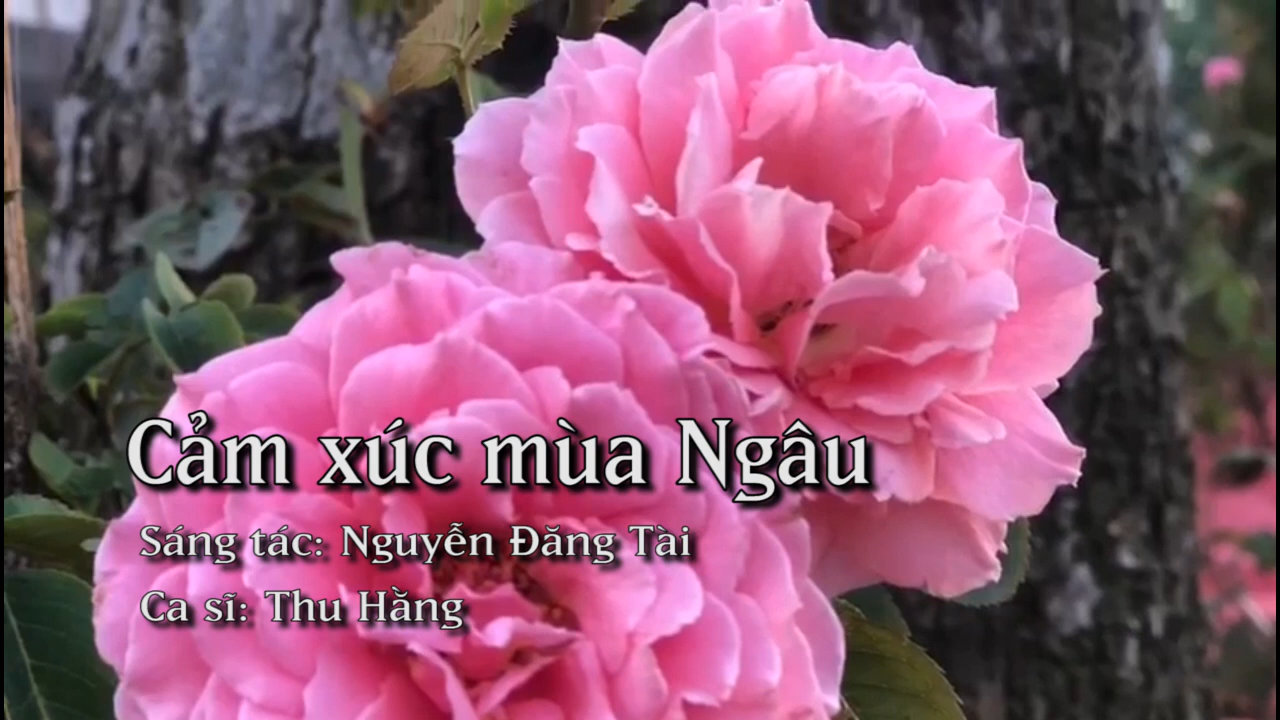 Cảm xúc mùa Ngâu
Sáng tác: Nguyễn Đăng Tài
Ca sĩ: Thu Hằng